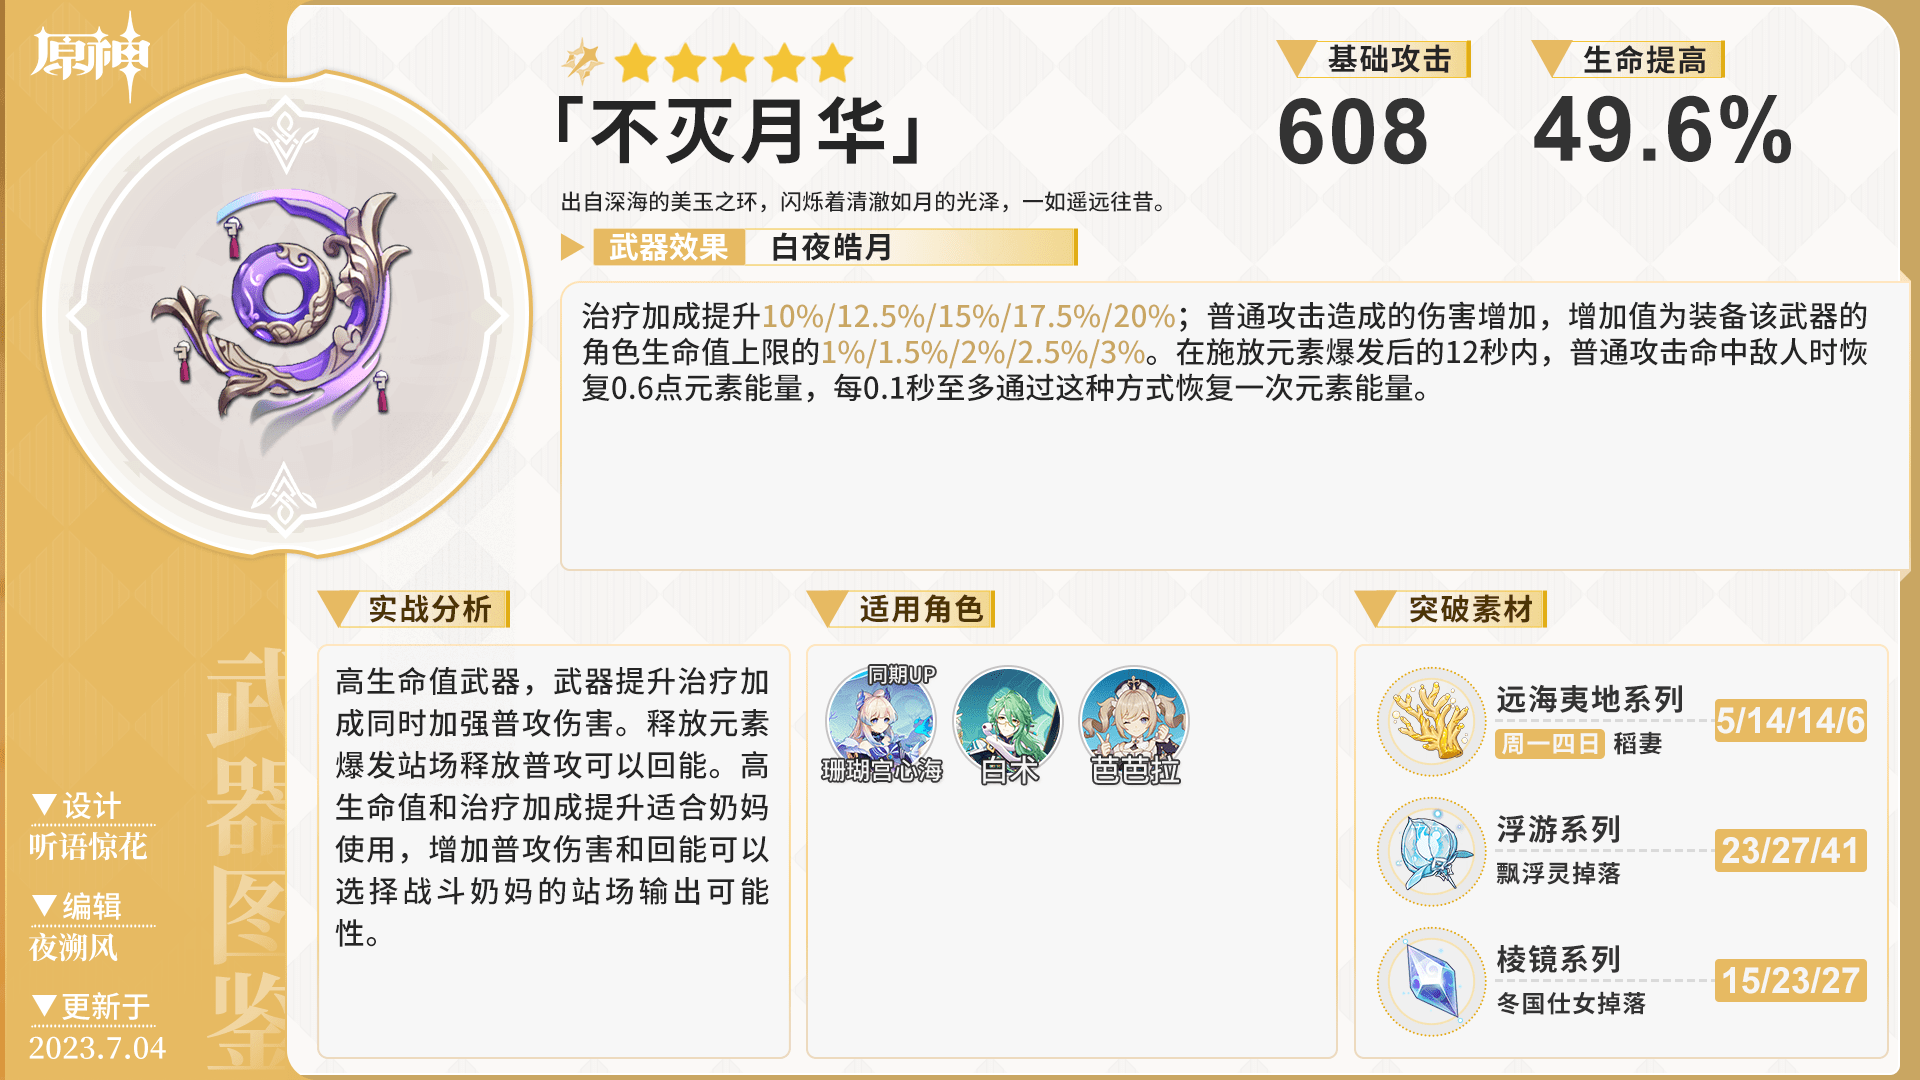 原神
「不灭月华」
出自深海的美玉之环，闪烁着清澈如月的光泽，一如遥远往昔。
基础攻击
608
生命提高
49.6%
武器效果
白夜皓月
治疗加成提升10%/12.5%/15%/17.5%/20%；普通攻击造成的伤害增加，增加值为装备该武器的
角色生命值上限的1%/1.5%/2%/2.5%/3%。在施放元素爆发后的12秒内，普通攻击命中敌人时恢
复0.6点元素能量，每0.1秒至多通过这种方式恢复一次元素能量。
实战分析
高生命值武器，武器提升治疗加
成同时加强普攻伤害。释放元素
爆发站场释放普攻可以回能。高
生命值和治疗加成提升适合奶妈
使用，增加普攻伤害和回能可以
选择战斗奶妈的站场输出可能
性。
适用角色
同期UP
珊瑚宫心海
白术
芭芭拉
突破素材
远海夷地系列
周一四日 稻妻
5/14/14/6
浮游系列
飘浮灵掉落
23/27/41
棱镜系列
冬国仕女掉落
15/23/27
武器图鉴
▼设计
听语惊花
▼编辑
夜溯风
▼更新于
2023.7.04